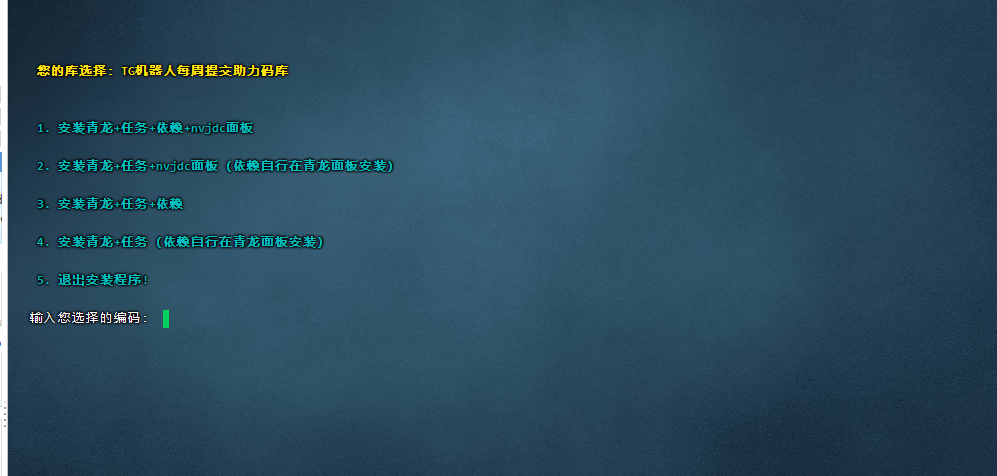 您的库选择: TG机器人每周提交助力码库
1. 安装青龙+任务+依赖+nvjdc面板
2. 安装青龙+任务+nvjdc面板 (依赖自行在青龙面板安装)
3. 安装青龙+任务+依赖
4. 安装青龙+任务 (依赖自行在青龙面板安装)
5. 退出安装程序!
输入您选择的编码: